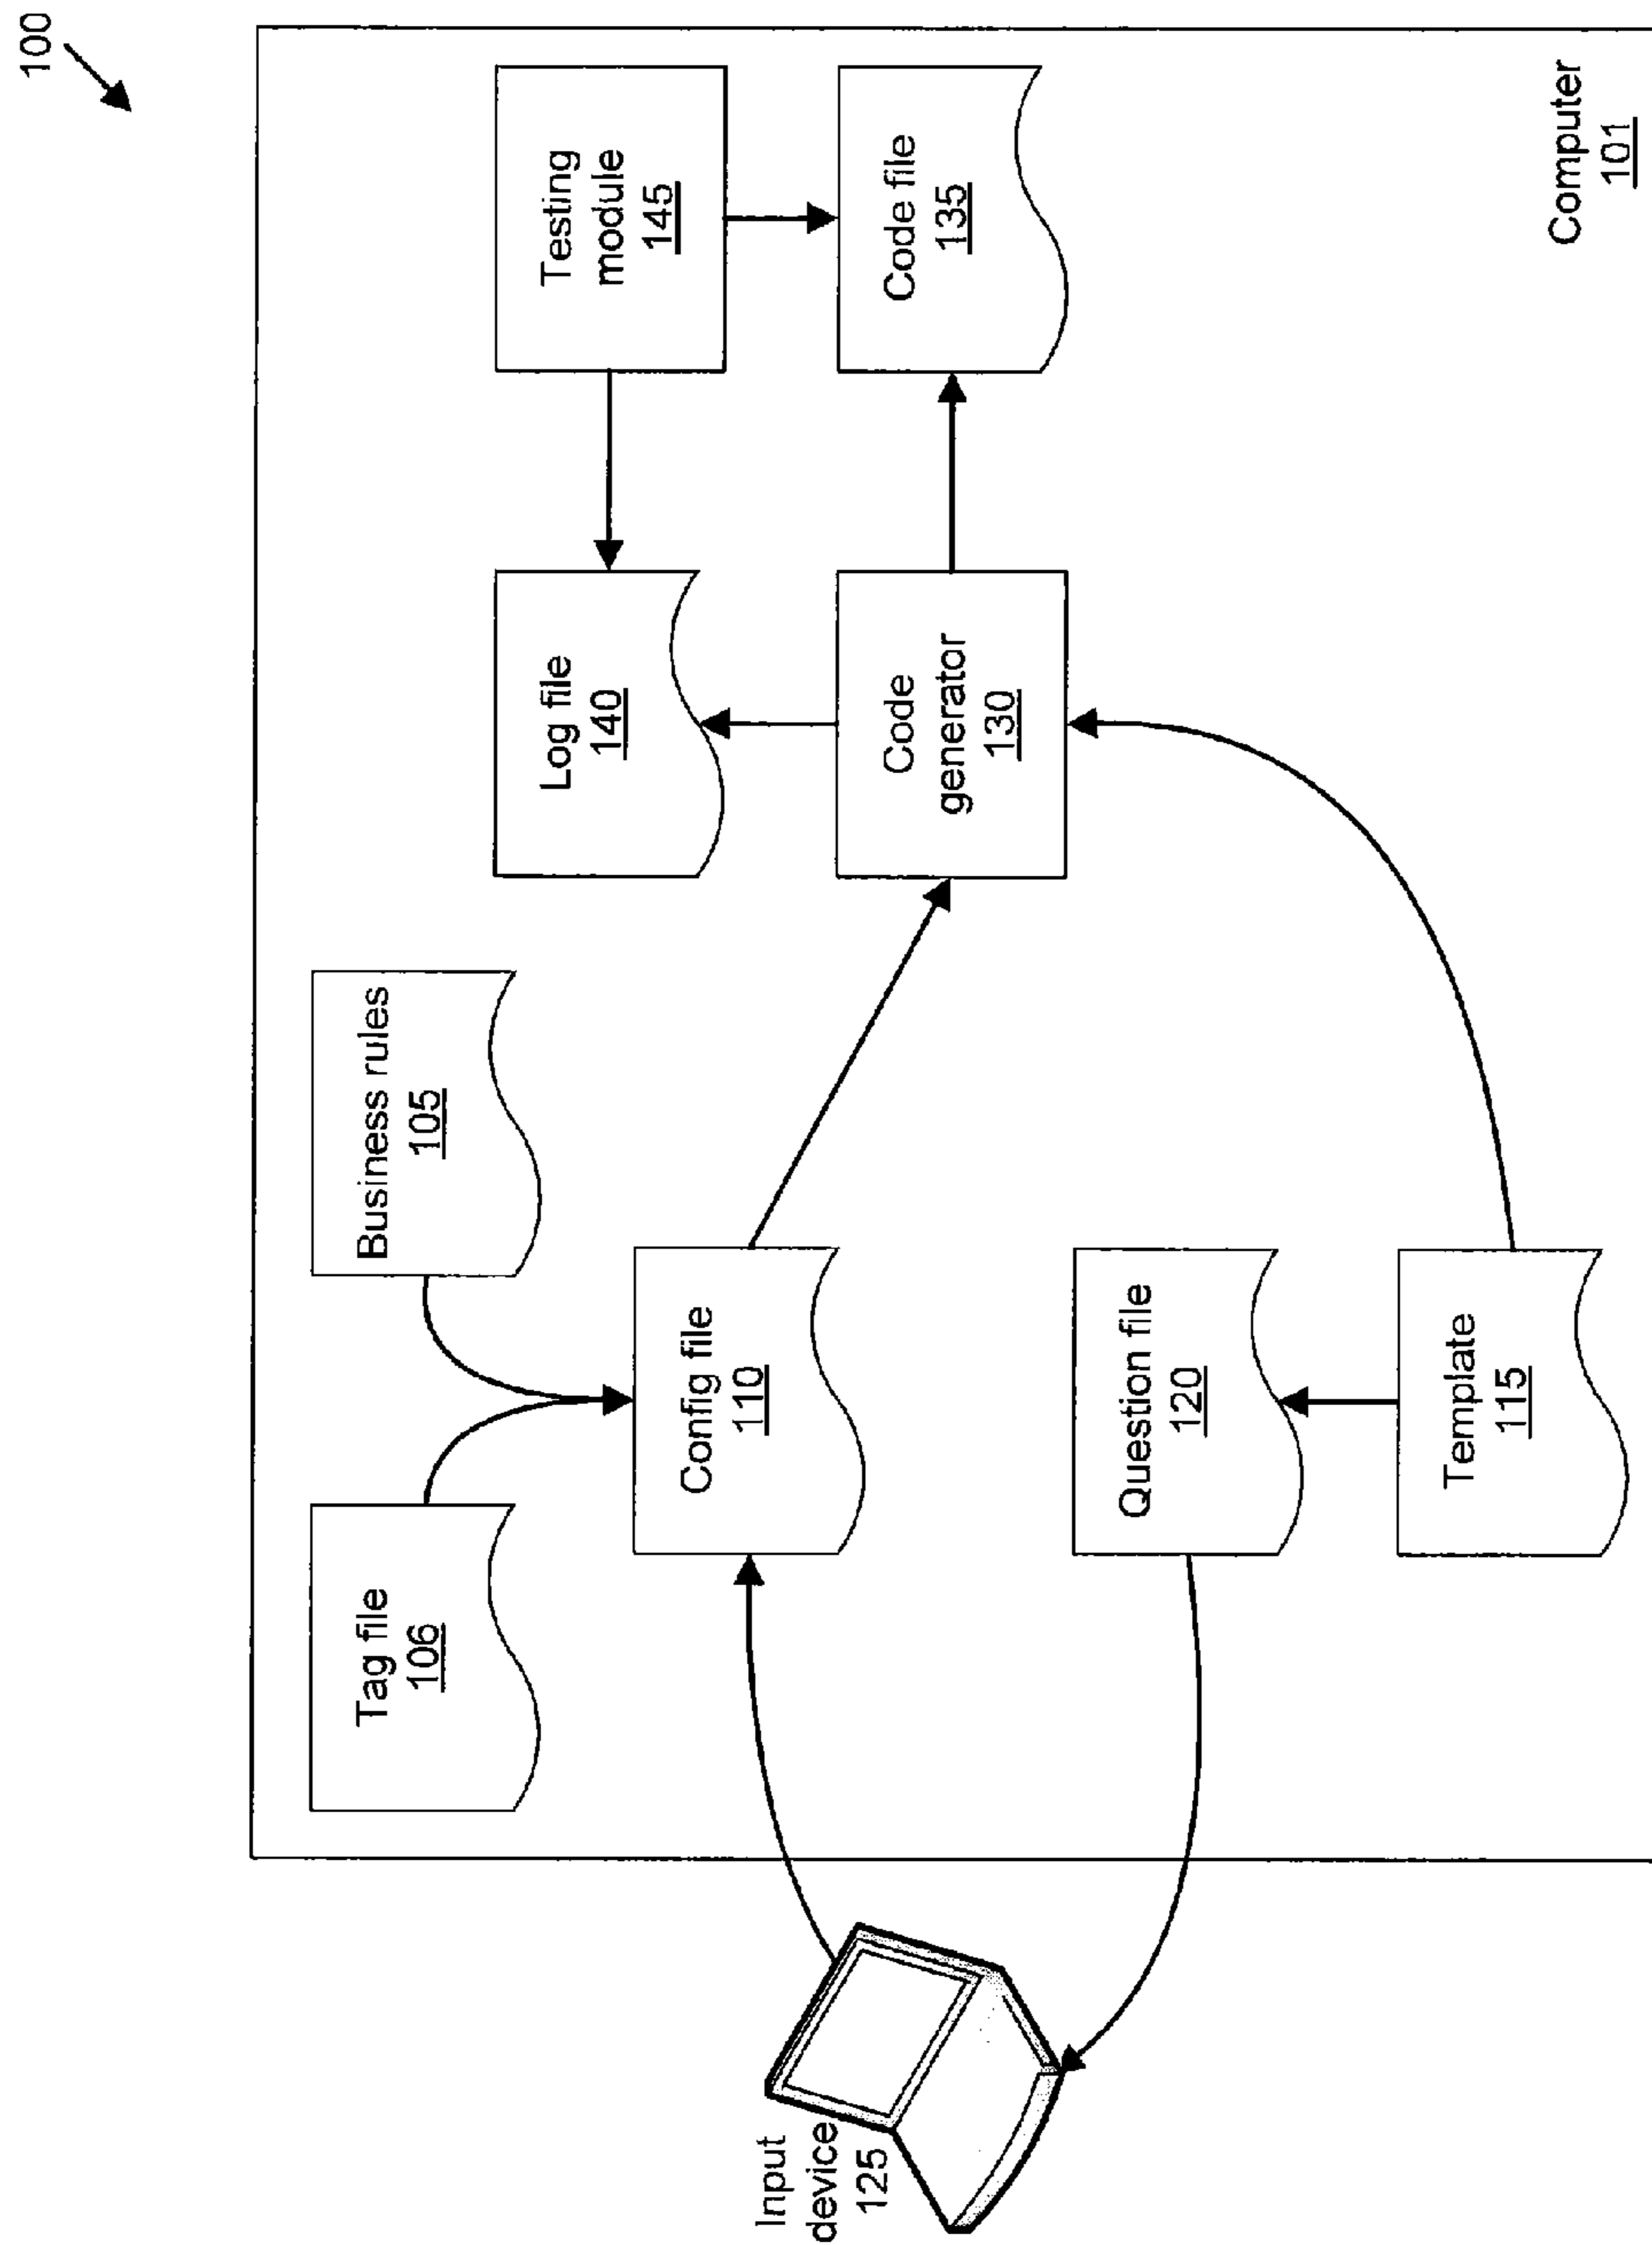 100
Tag file
106
Business rules
105
Config file
110
Log file
140
Testing
module
145
Input
device
125
Code
generator
130
Code file
135
Question file
120
Template
115
Computer
101